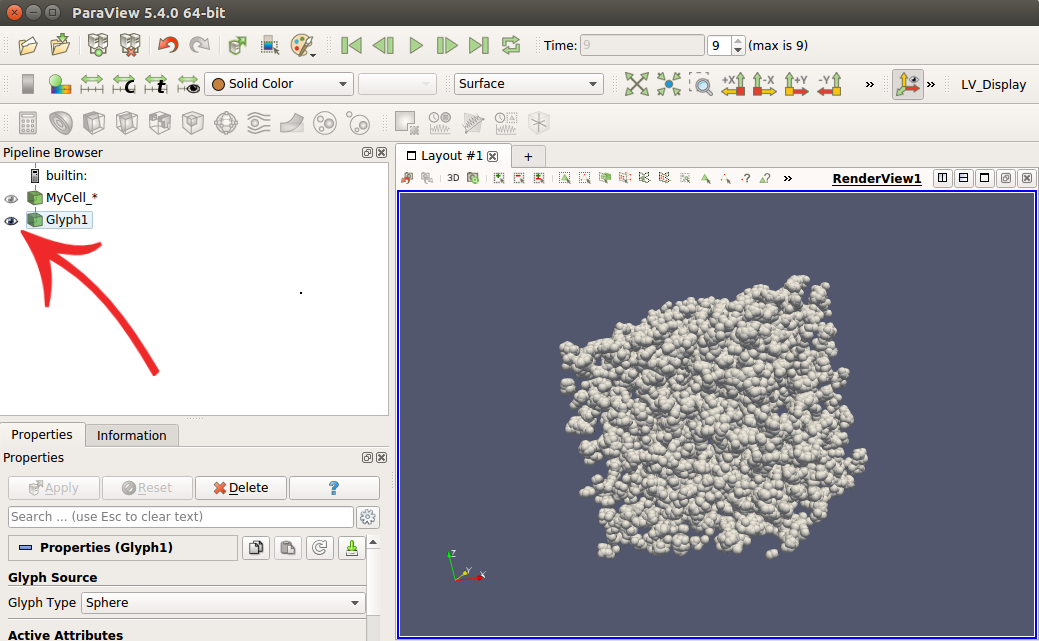 ParaView 5.4.0 64-bit
Time: 9 9 (max is 9)
C t Solid Color Surface +X -X +Y -Y » » LV_Display
Pipeline Browser
builtin:
MyCell_*
Glyph1
Layout #1 +
3D ? ? » RenderView1
Properties Information
Properties
Apply Reset Delete ?
Search ... (use Esc to clear text)
Properties (Glyph1)
Glyph Source
Glyph Type Sphere
Active Attributes
Z
Y X